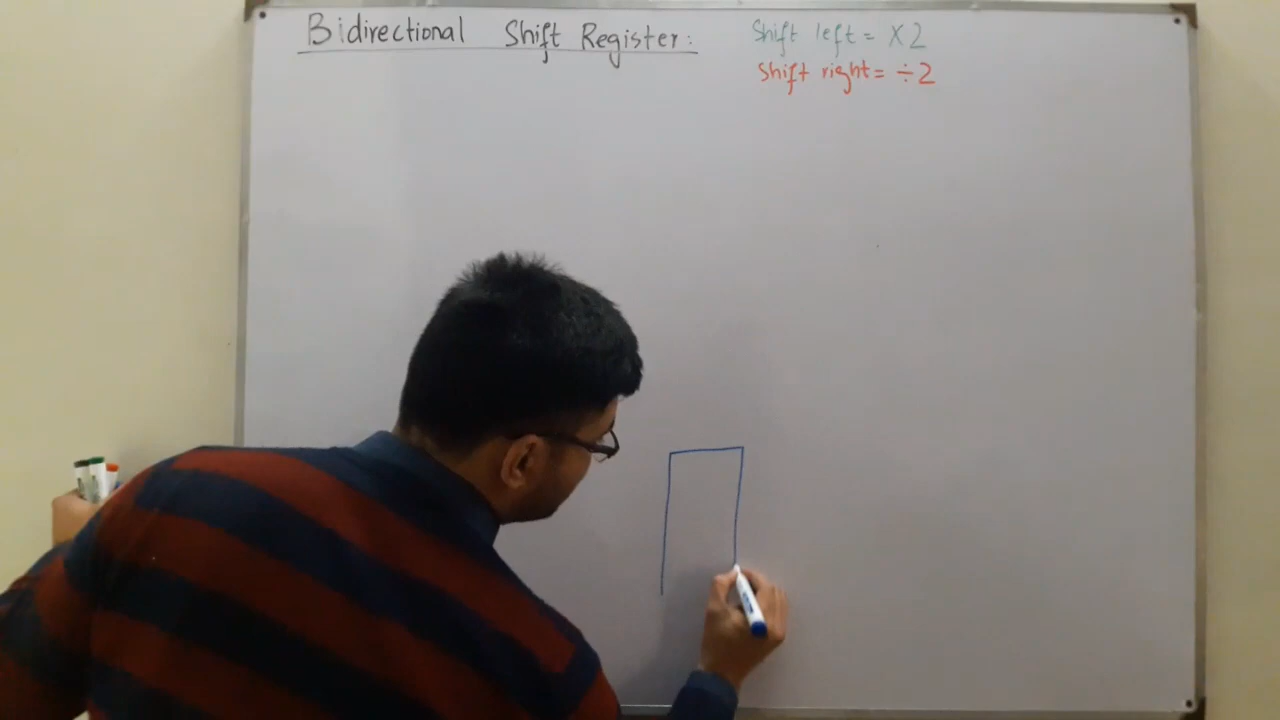 Bidirectional Shift Register:
Shift left = X2
Shift right = ÷2